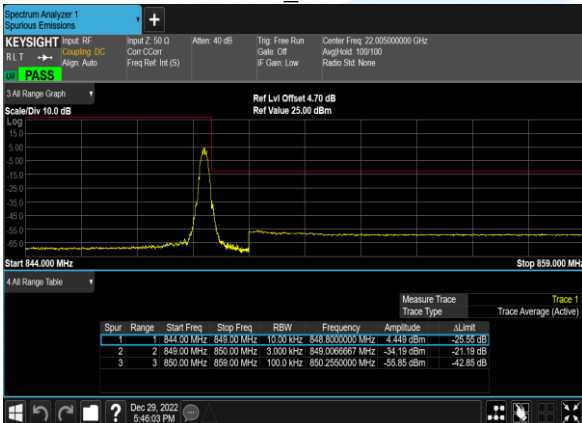 Spectrum Analyzer 1
Spurious Emissions
+
KEYSIGHT Input: RF Input Z: 50 Ω Atten: 40 dB Trig: Free Run Center Freq: 22.005000000 GHz
RLT Coupling: DC Corr CCorr Gate: Off Avg|Hold: 100/100
Align: Auto Freq Ref: Int (S) IF Gain: Low Radio Std: None
PASS
3 All Range Graph
Ref Lvl Offset 4.70 dB
Scale/Div 10.0 dB Ref Value 25.00 dBm
Log
15.0
5.00
-5.00
-15.0
-25.0
-35.0
-45.0
-55.0
-65.0
Start 844.000 MHz Stop 859.000 MHz
4 All Range Table
Measure Trace Trace 1
Trace Type Trace Average (Active)
Spur Range Start Freq Stop Freq RBW Frequency Amplitude ΔLimit
1 1 844.00 MHz 849.00 MHz 10.00 kHz 848.8000000 MHz 4.449 dBm -25.55 dB
2 2 849.00 MHz 850.00 MHz 3.000 kHz 849.0066667 MHz -34.19 dBm -21.19 dB
3 3 850.00 MHz 859.00 MHz 100.0 kHz 850.2550000 MHz -55.85 dBm -42.85 dB
? Dec 29, 2022
5:46:03 PM